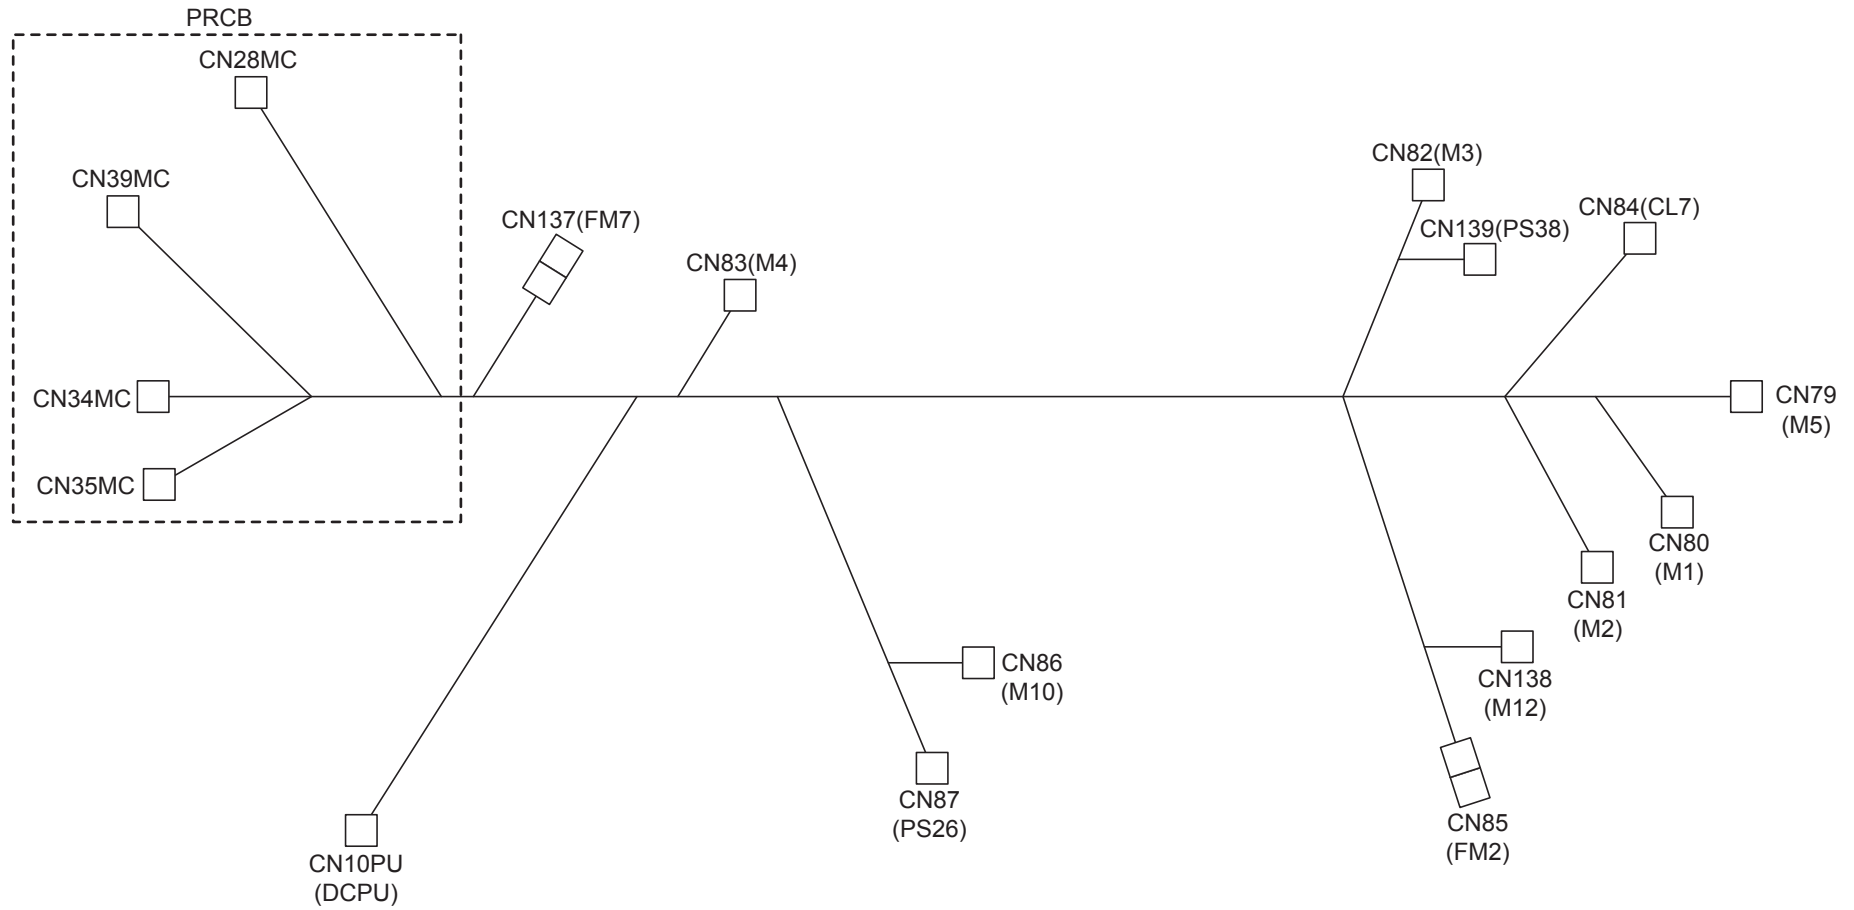 PRCB
CN28MC
CN39MC
CN34MC
CN35MC
CN137(FM7)
CN83(M4)
CN82(M3)
CN139(PS38)
CN84(CL7)
CN79
(M5)
CN80
(M1)
CN81
(M2)
CN86
(M10)
CN138
(M12)
CN87
(PS26)
CN85
(FM2)
CN10PU
(DCPU)